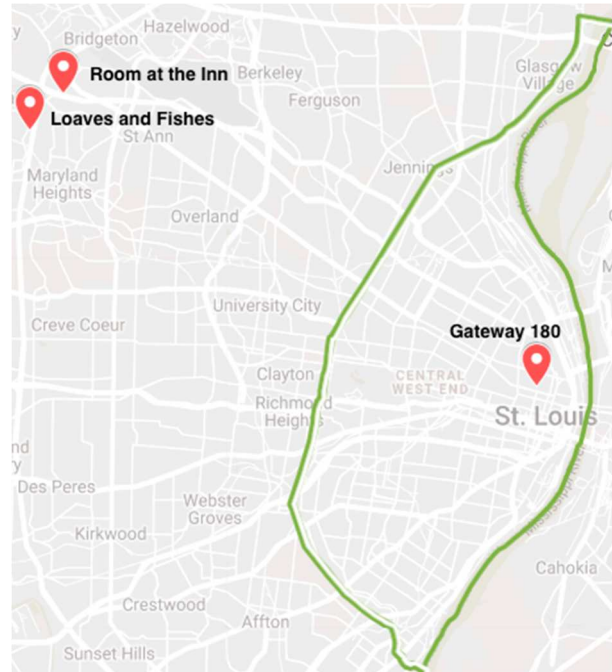 Hazelwood
Bridgeton
Room at the Inn
Berkeley
Glasgow
Village
Ferguson
Loaves and Fishes
St Ann
Maryland
Heights
Jennings
Overland
University City
Creve Coeur
Gateway 180
Clayton
CENTRAL
WEST END
Richmond
Heights
St. Louis
Des Peres
Webster
Groves
Mississippi River
Kirkwood
Cahokia
Crestwood
Affton
Sunset Hills